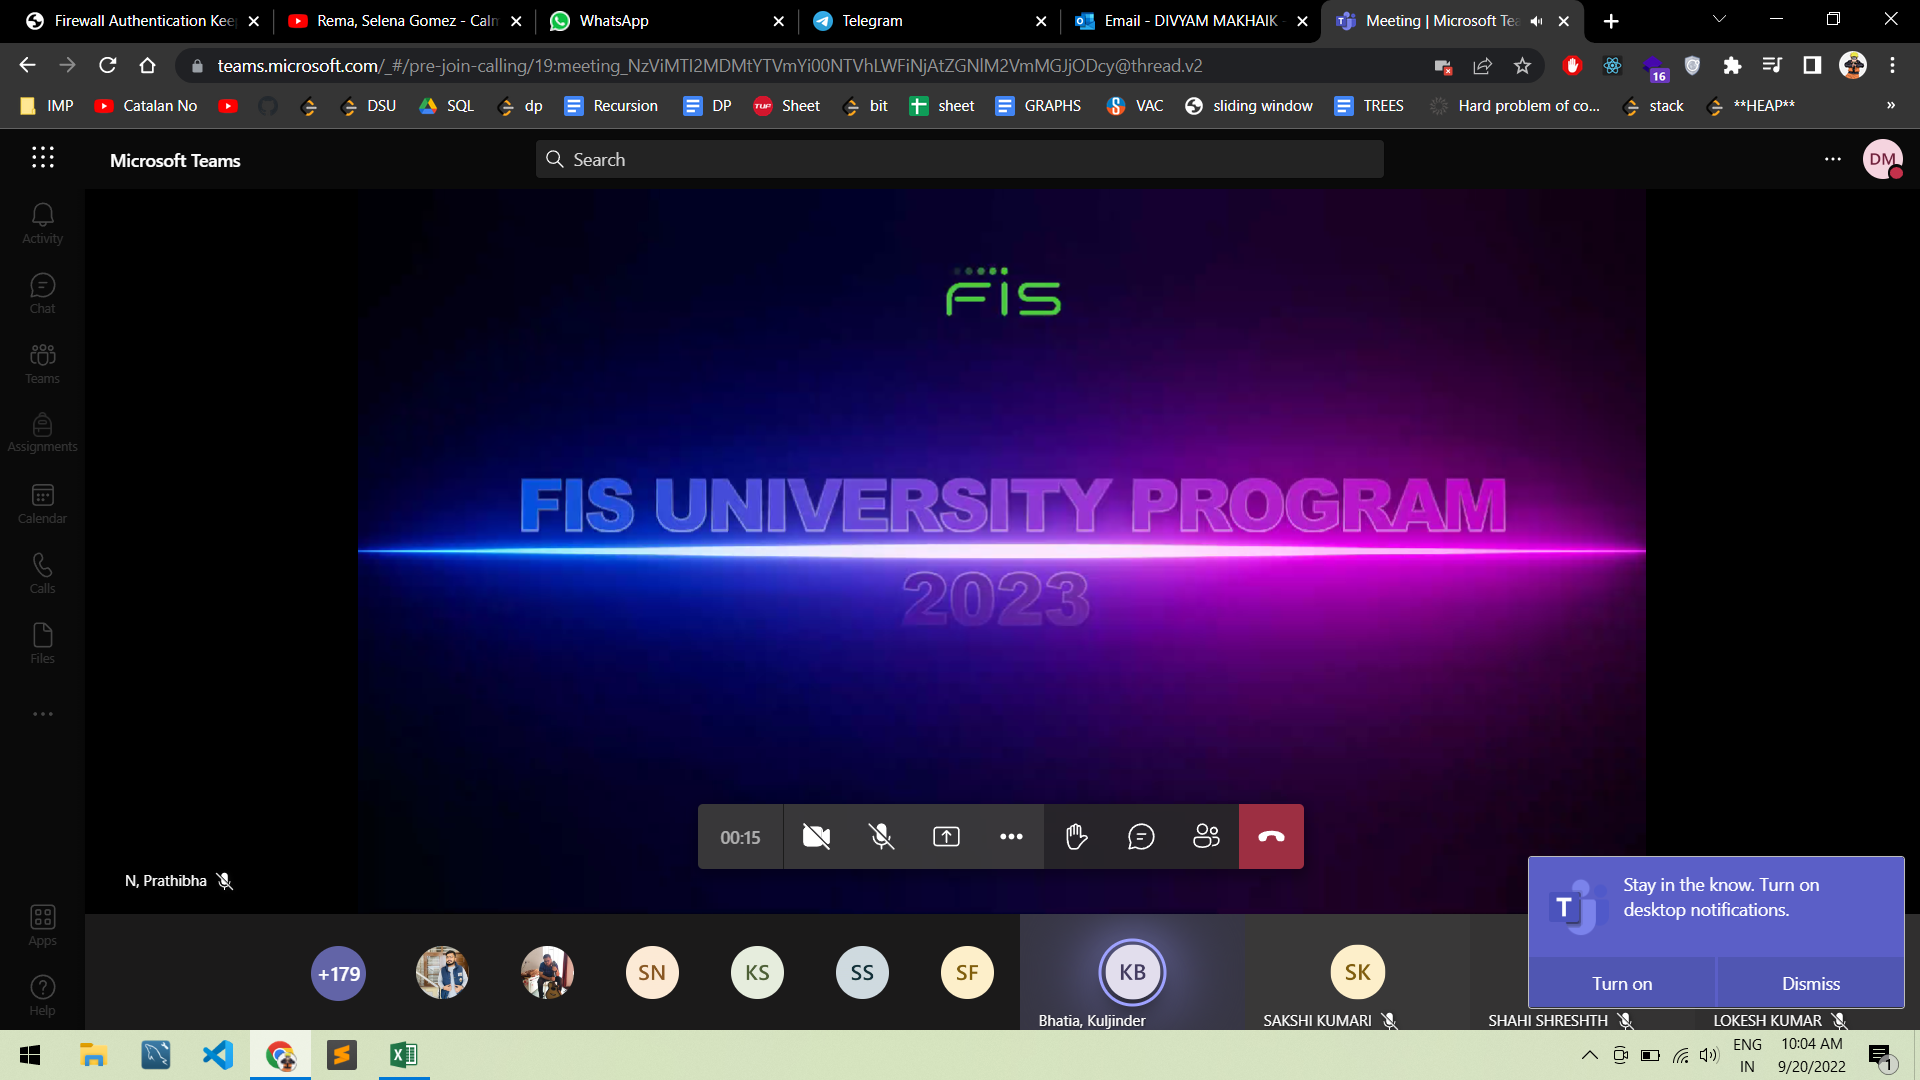 Firewall Authentication Kee
Rema, Selena Gomez - Caln
WhatsApp
Telegram
Email - DIVYAM MAKHAIK -
Meeting | Microsoft Tea
teams.microsoft.com/_#/pre-join-calling/19:meeting_NzViMTI2MDMtYTVmYi00NTVhLWFiNjAtZGNlM2VmMGJjODcy@thread.v2
16
IMP
Catalan No
DSU
SQL
dp
Recursion
DP
TUF
Sheet
bit
sheet
GRAPHS
VAC
sliding window
TREES
Hard problem of co...
stack
**HEAP**
»
Microsoft Teams
Search
DM
Activity
Chat
Teams
Assignments
Calendar
Calls
Files
Apps
Help
FIS
FIS UNIVERSITY PROGRAM
2023
00:15
N, Prathibha
Stay in the know. Turn on
desktop notifications.
Turn on
Dismiss
+179
SN
KS
SS
SF
KB
SK
Bhatia, Kuljinder
SAKSHI KUMARI
SHAHI SHRESHTH
LOKESH KUMAR
ENG
IN
10:04 AM
9/20/2022
1